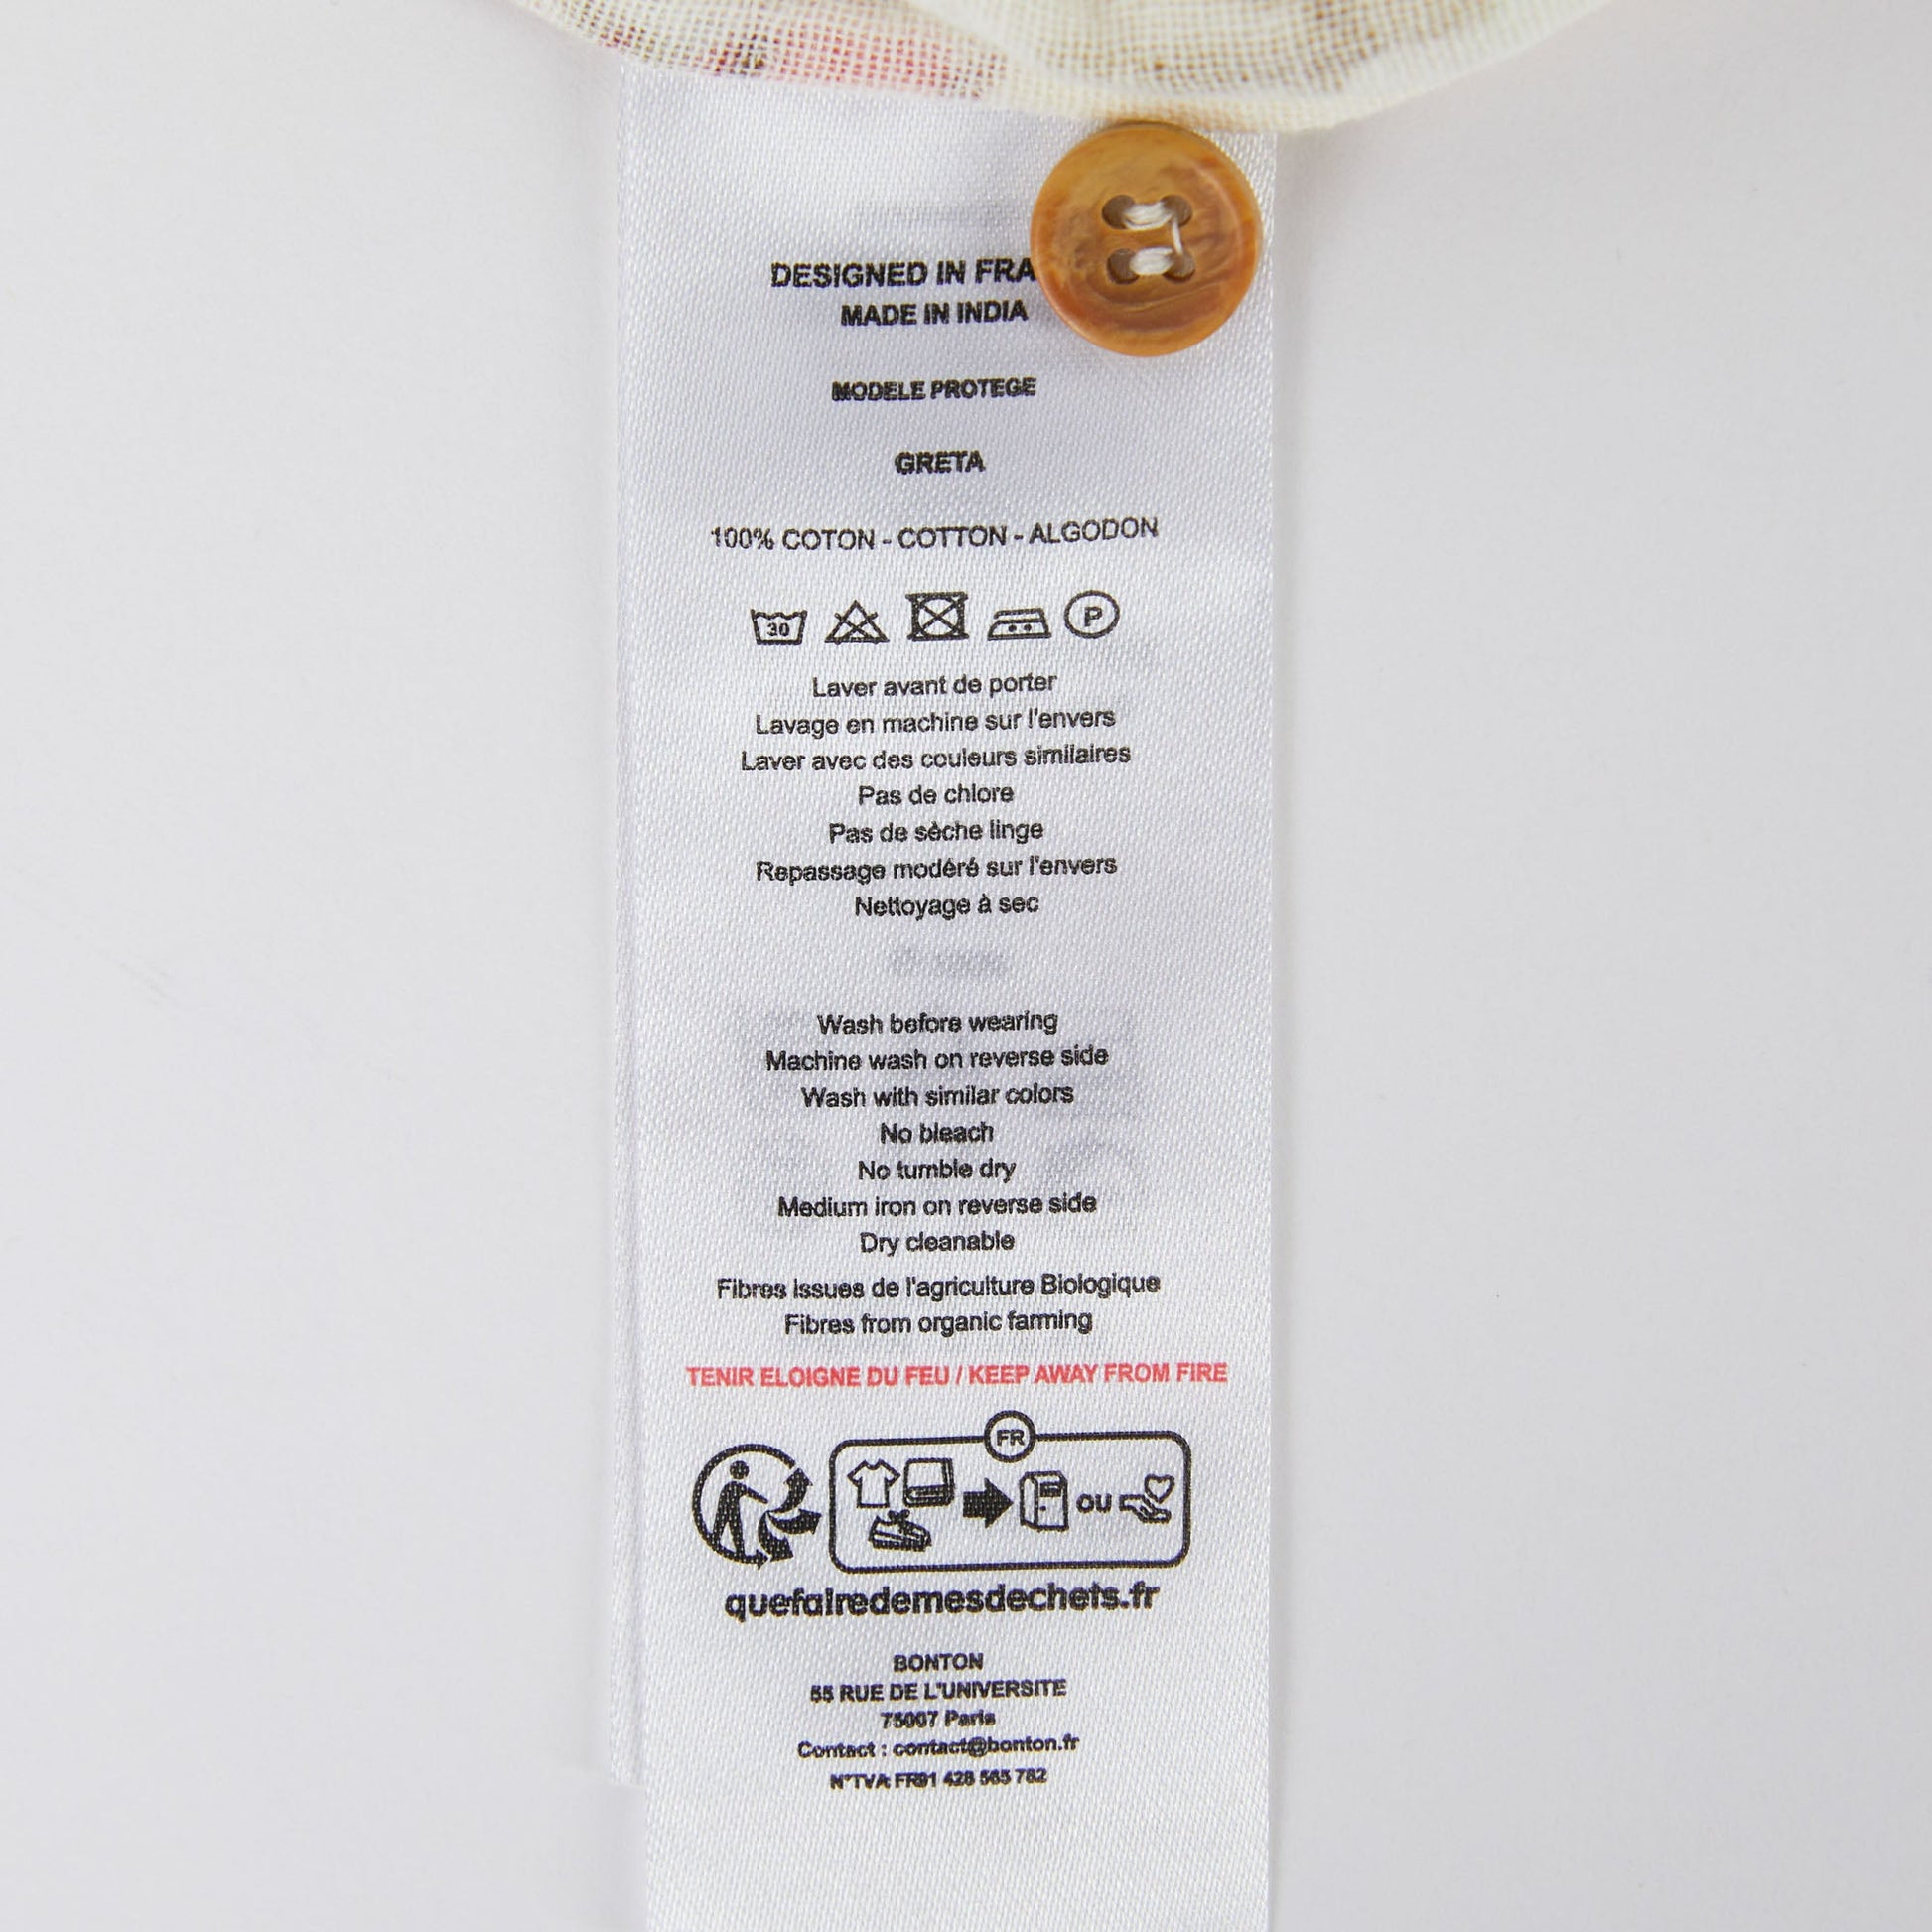 DESIGNED IN FRA
MADE IN INDIA
MODELE PROTEGE
GRETA
100% COTON - COTTON - ALGODON
30 P
Laver avant de porter
Lavage en machine sur l'envers
Laver avec des couleurs similaires
Pas de chlore
Pas de sèche linge
Repassage modéré sur l'envers
Nettoyage à sec
Wash before wearing
Machine wash on reverse side
Wash with similar colors
No bleach
No tumble dry
Medium iron on reverse side
Dry cleanable
Fibres issues de l'agriculture Biologique
Fibres from organic farming
TENIR ELOIGNE DU FEU / KEEP AWAY FROM FIRE
FR
ou
quefairedemesdechets.fr
BONTON
55 RUE DE L'UNIVERSITE
75007 Paris
Contact : contact@bonton.fr
N°TVA FR91 428 565 782